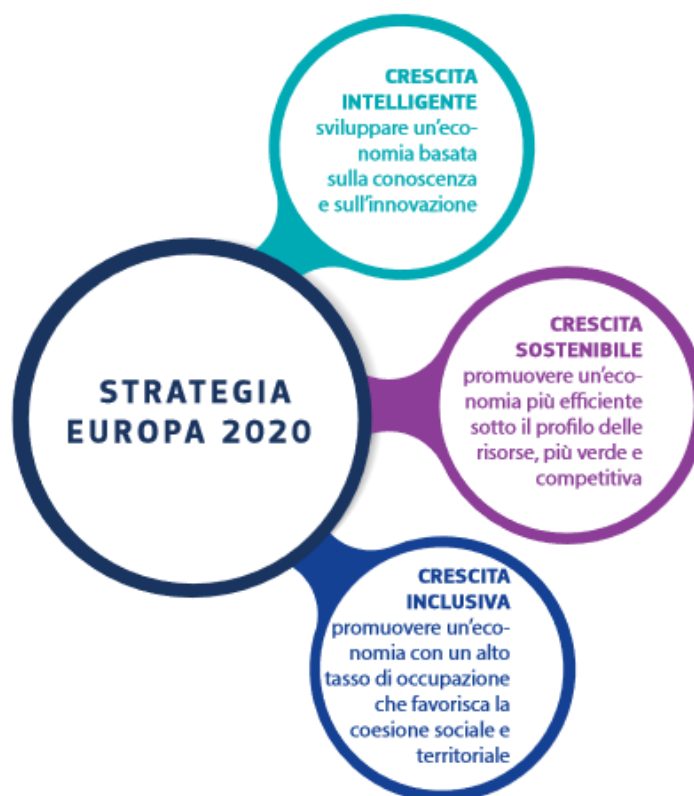 CRESCITA
INTELLIGENTE
sviluppare un'eco-
nomia basata
sulla conoscenza
e sull'innovazione
STRATEGIA
EUROPA 2020
CRESCITA
SOSTENIBILE
promuovere un'eco-
nomia più efficiente
sotto il profilo delle
risorse, più verde e
competitiva
CRESCITA
INCLUSIVA
promuovere un'eco-
nomia con un alto
tasso di occupazione
che favorisca la
coesione sociale e
territoriale